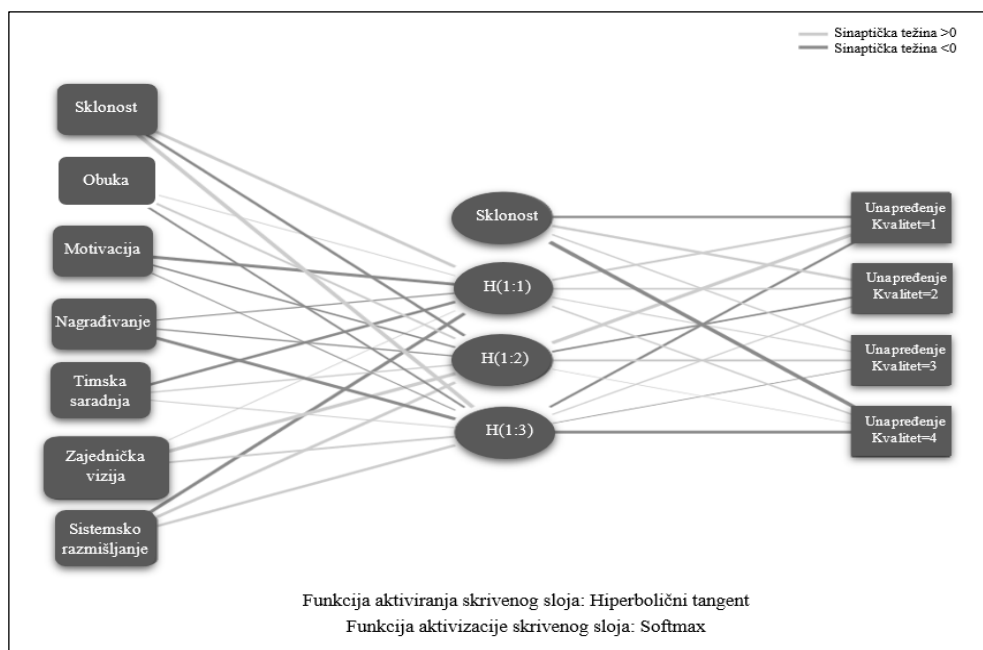 Sinaptička težina >0
Sinaptička težina <0
Sklonost
Obuka
Motivacija
Nagrađivanje
Timska
saradnja
Zajednička
vizija
Sistemsko
razmišljanje
Sklonost
H(1:1)
H(1:2)
H(1:3)
Unapređenje
Kvalitet=1
Unapređenje
Kvalitet=2
Unapređenje
Kvalitet=3
Unapređenje
Kvalitet=4
Funkcija aktiviranja skrivenog sloja: Hiperbolični tangent
Funkcija aktivizacije skrivenog sloja: Softmax